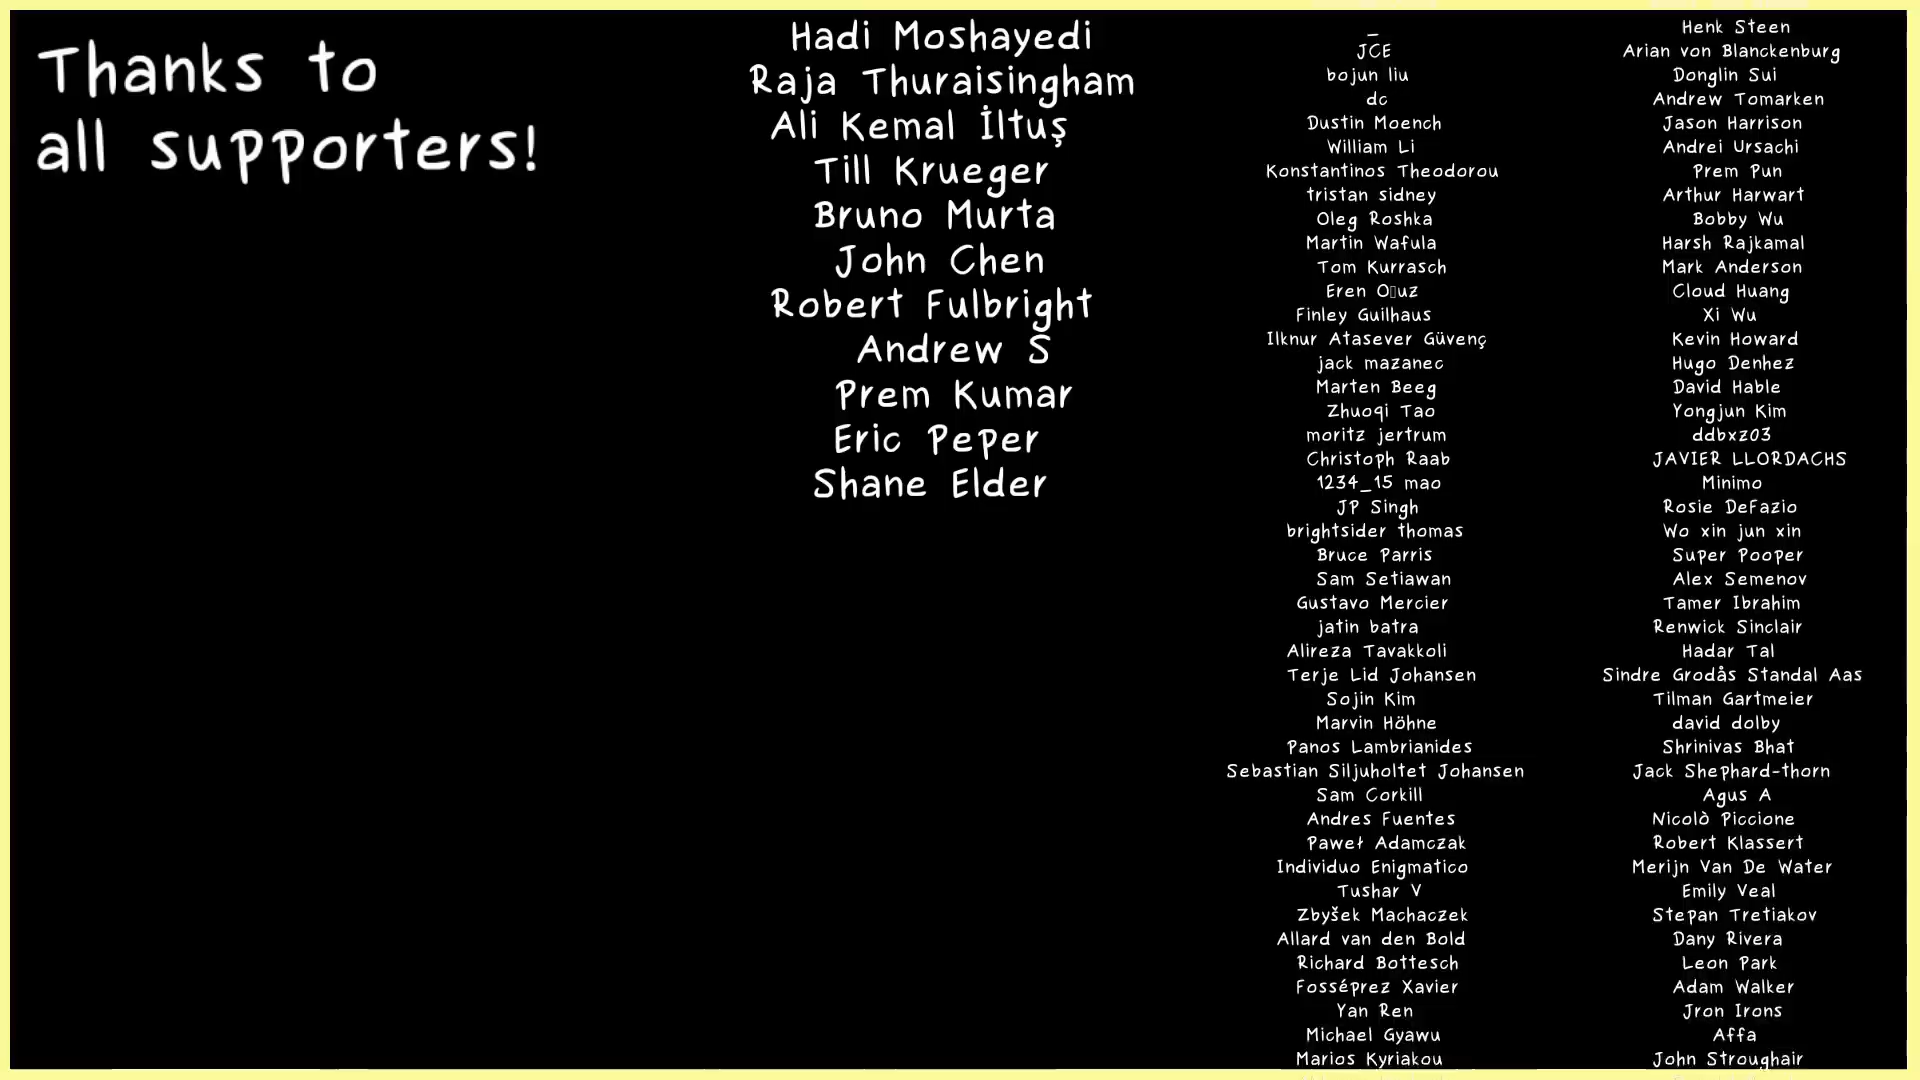 Thanks to
all supporters!
Hadi Moshayedi
Raja Thuraisingham
Ali Kemal İltuş
Till Krueger
Bruno Murta
John Chen
Robert Fulbright
Andrew S
Prem Kumar
Eric Peper
Shane Elder
_
JCE
bojun liu
dc
Dustin Moench
William Li
Konstantinos Theodorou
tristan sidney
Oleg Roshka
Martin Wafula
Tom Kurrasch
Eren O▯uz
Finley Guilhaus
Ilknur Atasever Güvenç
jack mazanec
Marten Beeg
Zhuoqi Tao
moritz jertrum
Christoph Raab
1234_15 mao
JP Singh
brightsider thomas
Bruce Parris
Sam Setiawan
Gustavo Mercier
jatin batra
Alireza Tavakkoli
Terje Lid Johansen
Sojin Kim
Marvin Höhne
Panos Lambrianides
Sebastian Siljuholtet Johansen
Sam Corkill
Andres Fuentes
Paweł Adamczak
Individuo Enigmatico
Tushar V
Zbyšek Machaczek
Allard van den Bold
Richard Bottesch
Fosséprez Xavier
Yan Ren
Michael Gyawu
Marios Kyriakou
Henk Steen
Arian von Blanckenburg
Donglin Sui
Andrew Tomarken
Jason Harrison
Andrei Ursachi
Prem Pun
Arthur Harwart
Bobby Wu
Harsh Rajkamal
Mark Anderson
Cloud Huang
Xi Wu
Kevin Howard
Hugo Denhez
David Hable
Yongjun Kim
ddbxz03
JAVIER LLORDACHS
Minimo
Rosie DeFazio
Wo xin jun xin
Super Pooper
Alex Semenov
Tamer Ibrahim
Renwick Sinclair
Hadar Tal
Sindre Grodås Standal Aas
Tilman Gartmeier
david dolby
Shrinivas Bhat
Jack Shephard-thorn
Agus A
Nicolò Piccione
Robert Klassert
Merijn Van De Water
Emily Veal
Stepan Tretiakov
Dany Rivera
Leon Park
Adam Walker
Jron Irons
Affa
John Stroughair